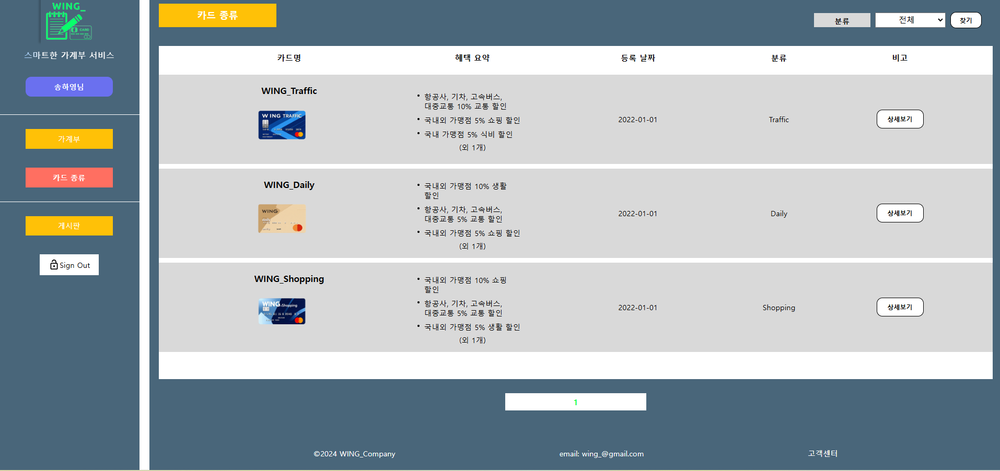 WING_
CARD
스마트한 가계부 서비스
송하영님
가계부
카드 종류
게시판
Sign Out
카드 종류
분류
전체
찾기
카드명
혜택 요약
등록 날짜
분류
비고
WING_Traffic
WING TRAFFIC
• 항공사, 기차, 고속버스,
대중교통 10% 교통 할인
• 국내외 가맹점 5% 쇼핑 할인
• 국내 가맹점 5% 식비 할인
(외 1개)
2022-01-01
Traffic
상세보기
WING_Daily
WING
• 국내외 가맹점 10% 생활
할인
• 항공사, 기차, 고속버스,
대중교통 5% 교통 할인
• 국내외 가맹점 5% 쇼핑 할인
(외 1개)
2022-01-01
Daily
상세보기
WING_Shopping
WING.Shopping
• 국내외 가맹점 10% 쇼핑
할인
• 항공사, 기차, 고속버스,
대중교통 5% 교통 할인
• 국내외 가맹점 5% 생활 할인
(외 1개)
2022-01-01
Shopping
상세보기
1
©2024 WING_Company
email: wing_@gmail.com
고객센터